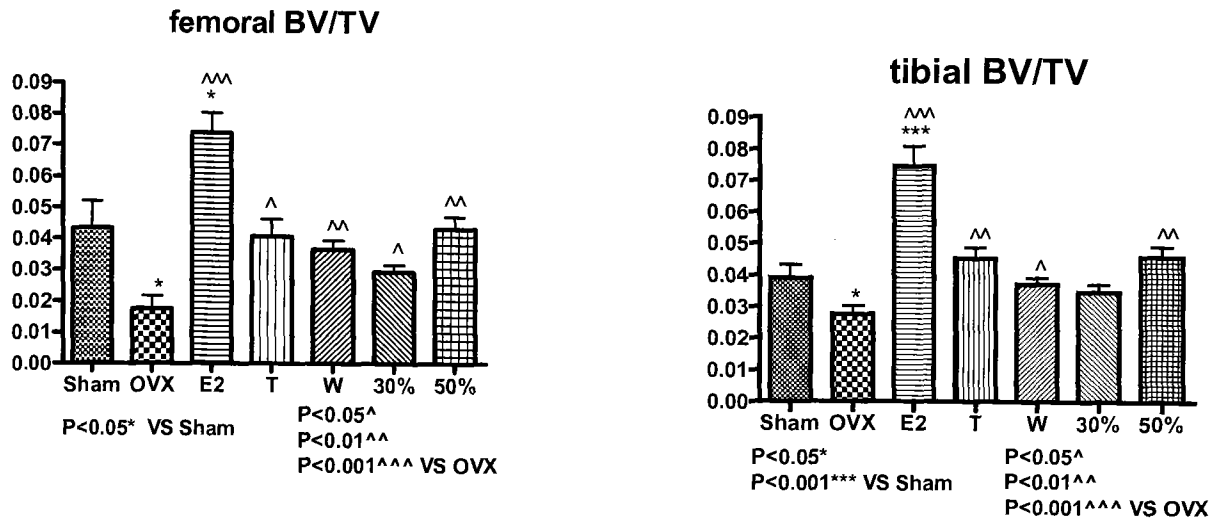 femoral BV/TV
0.09
0.08
0.07
0.06
0.05
0.04
0.03
0.02
0.01
0.00
^^^
*
*
^
^^
^
^^
Sham OVX E2 T W 30% 50%
P<0.05* VS Sham
P<0.05^
P<0.01^^
P<0.001^^^ VS OVX
tibial BV/TV
0.09
0.08
0.07
0.06
0.05
0.04
0.03
0.02
0.01
0.00
^^^
***
*
^^
^
^^
Sham OVX E2 T W 30% 50%
P<0.05*
P<0.001*** VS Sham
P<0.05^
P<0.01^^
P<0.001^^^ VS OVX